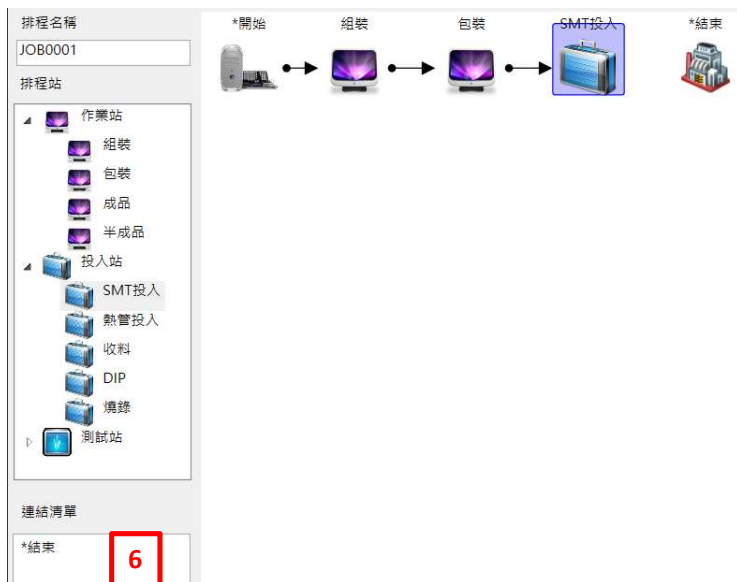 排程名稱
JOB0001
排程站
作業站
組裝
包裝
成品
半成品
投入站
SMT投入
熱管投入
收料
DIP
燒錄
測試站
連結清單
*結束
6
*開始
組裝
包裝
SMT投入
*結束